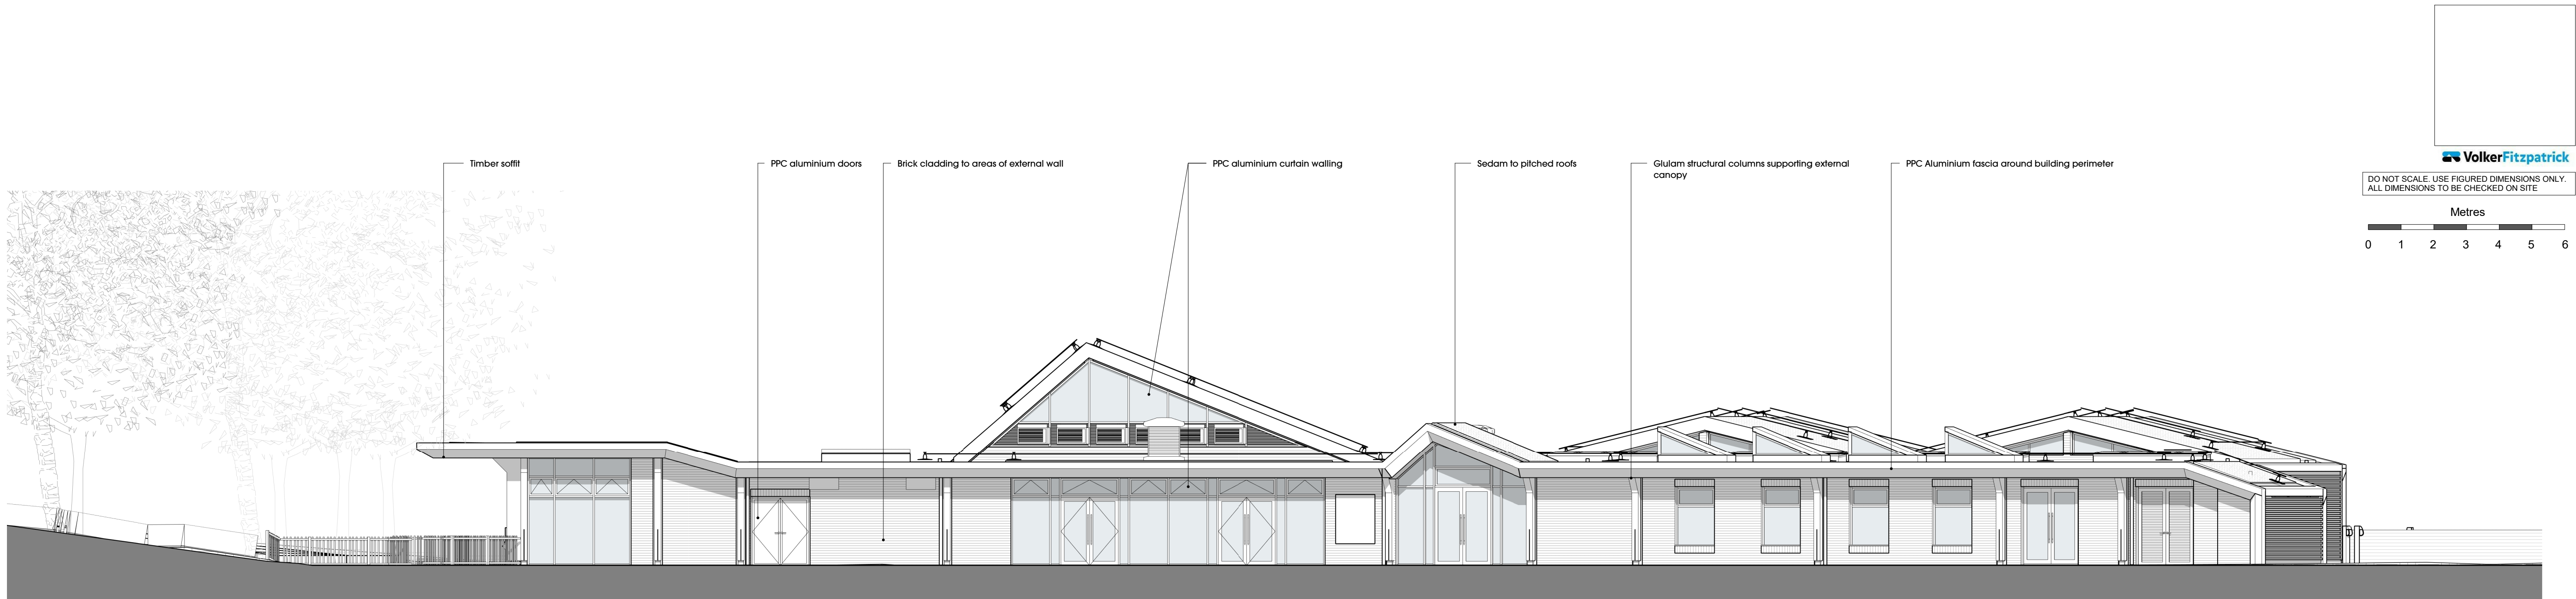 Timber soffit
PPC aluminium doors
Brick cladding to areas of external wall
PPC aluminium curtain walling
Sedam to pitched roofs
Glulam structural columns supporting external
canopy
PPC Aluminium fascia around building perimeter
VolkerFitzpatrick
DO NOT SCALE. USE FIGURED DIMENSIONS ONLY.
ALL DIMENSIONS TO BE CHECKED ON SITE
Metres
0 1 2 3 4 5 6